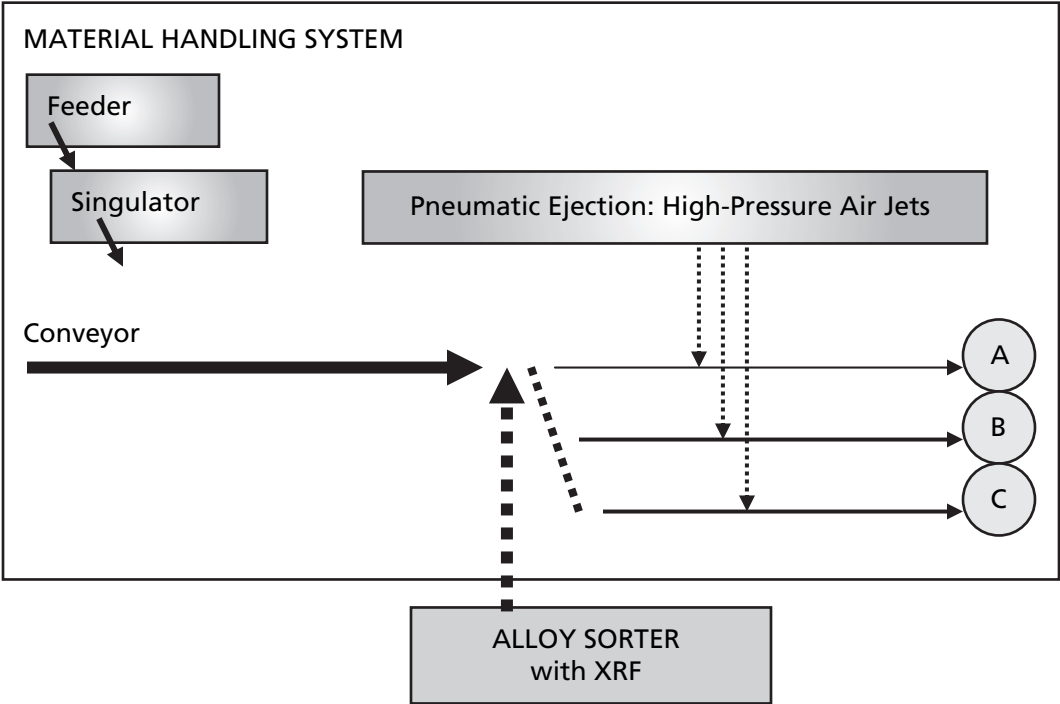 MATERIAL HANDLING SYSTEM
Feeder
Singulator
Pneumatic Ejection: High-Pressure Air Jets
Conveyor
A
B
C
ALLOY SORTER
with XRF